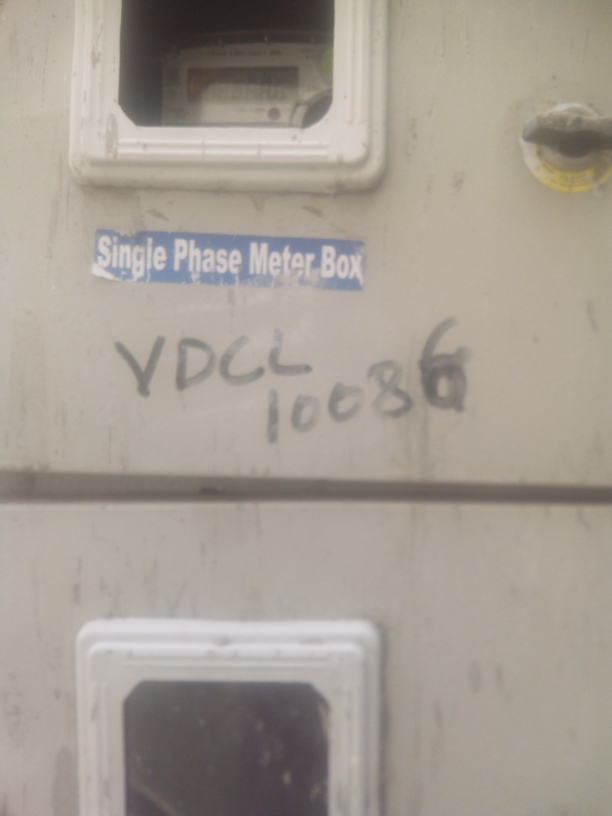 Single Phase Meter Box
VDCL
10086